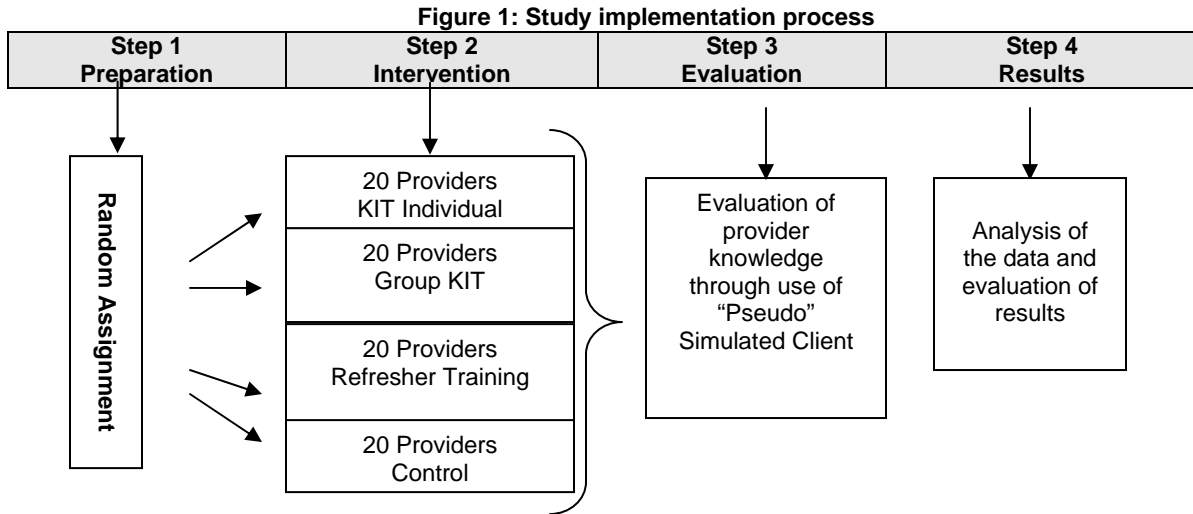 Figure 1: Study implementation process
Step 1
Preparation
Step 2
Intervention
Step 3
Evaluation
Step 4
Results
Random Assignment
20 Providers
KIT Individual
20 Providers
Group KIT
20 Providers
Refresher Training
20 Providers
Control
Evaluation of
provider
knowledge
through use of
“Pseudo”
Simulated Client
Analysis of
the data and
evaluation of
results